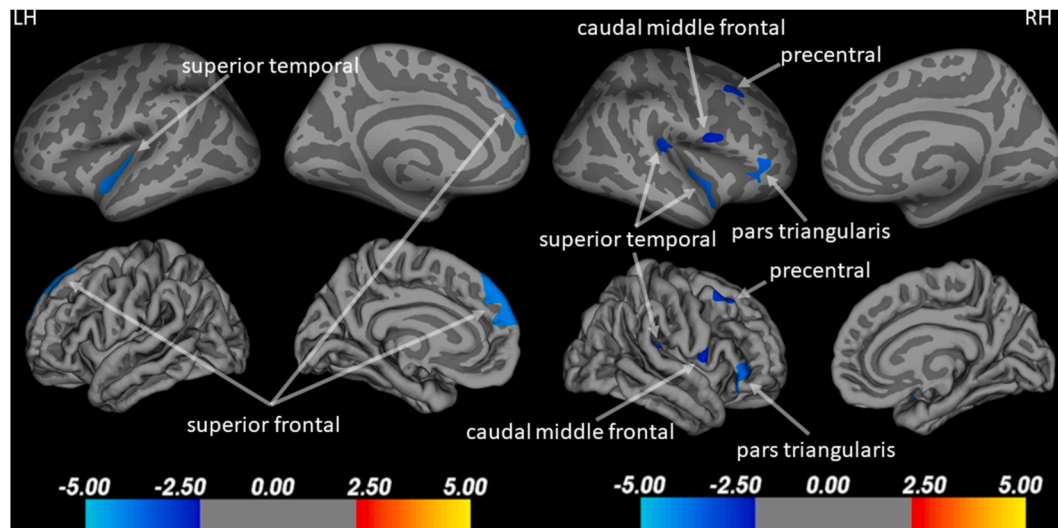 LH
RH
caudal middle frontal
superior temporal
precentral
superior temporal
pars triangularis
precentral
superior frontal
caudal middle frontal
pars triangularis
-5.00 -2.50 0.00 2.50 5.00
-5.00 -2.50 0.00 2.50 5.00